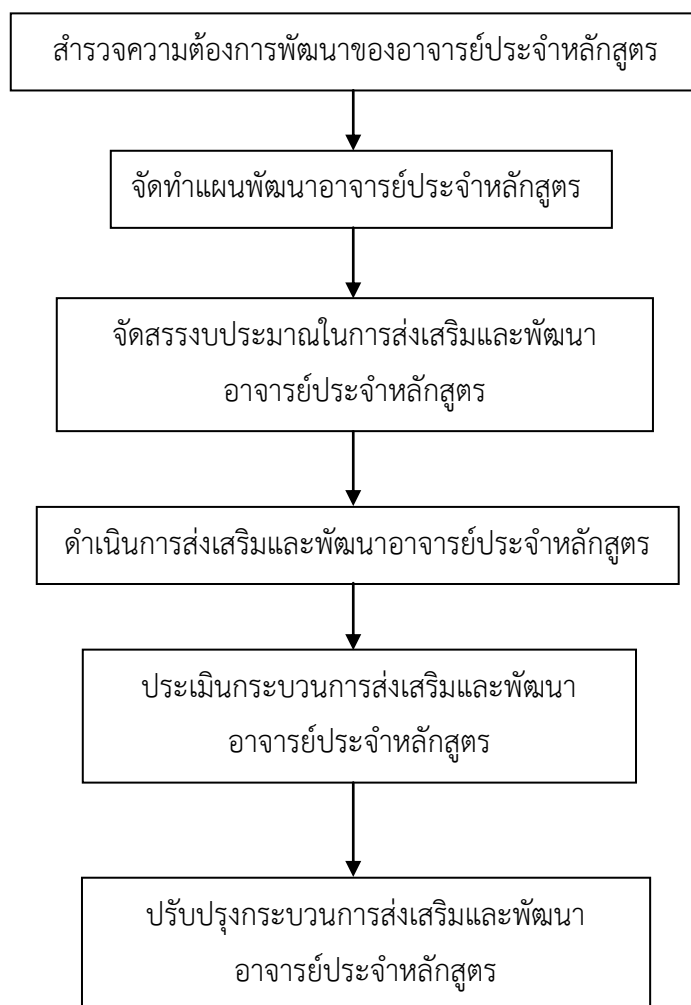 สำรวจความต้องการพัฒนาของอาจารย์ประจำหลักสูตร
จัดทำแผนพัฒนาอาจารย์ประจำหลักสูตร
จัดสรรงบประมาณในการส่งเสริมและพัฒนา
อาจารย์ประจำหลักสูตร
ดำเนินการส่งเสริมและพัฒนาอาจารย์ประจำหลักสูตร
ประเมินกระบวนการส่งเสริมและพัฒนา
อาจารย์ประจำหลักสูตร
ปรับปรุงกระบวนการส่งเสริมและพัฒนา
อาจารย์ประจำหลักสูตร